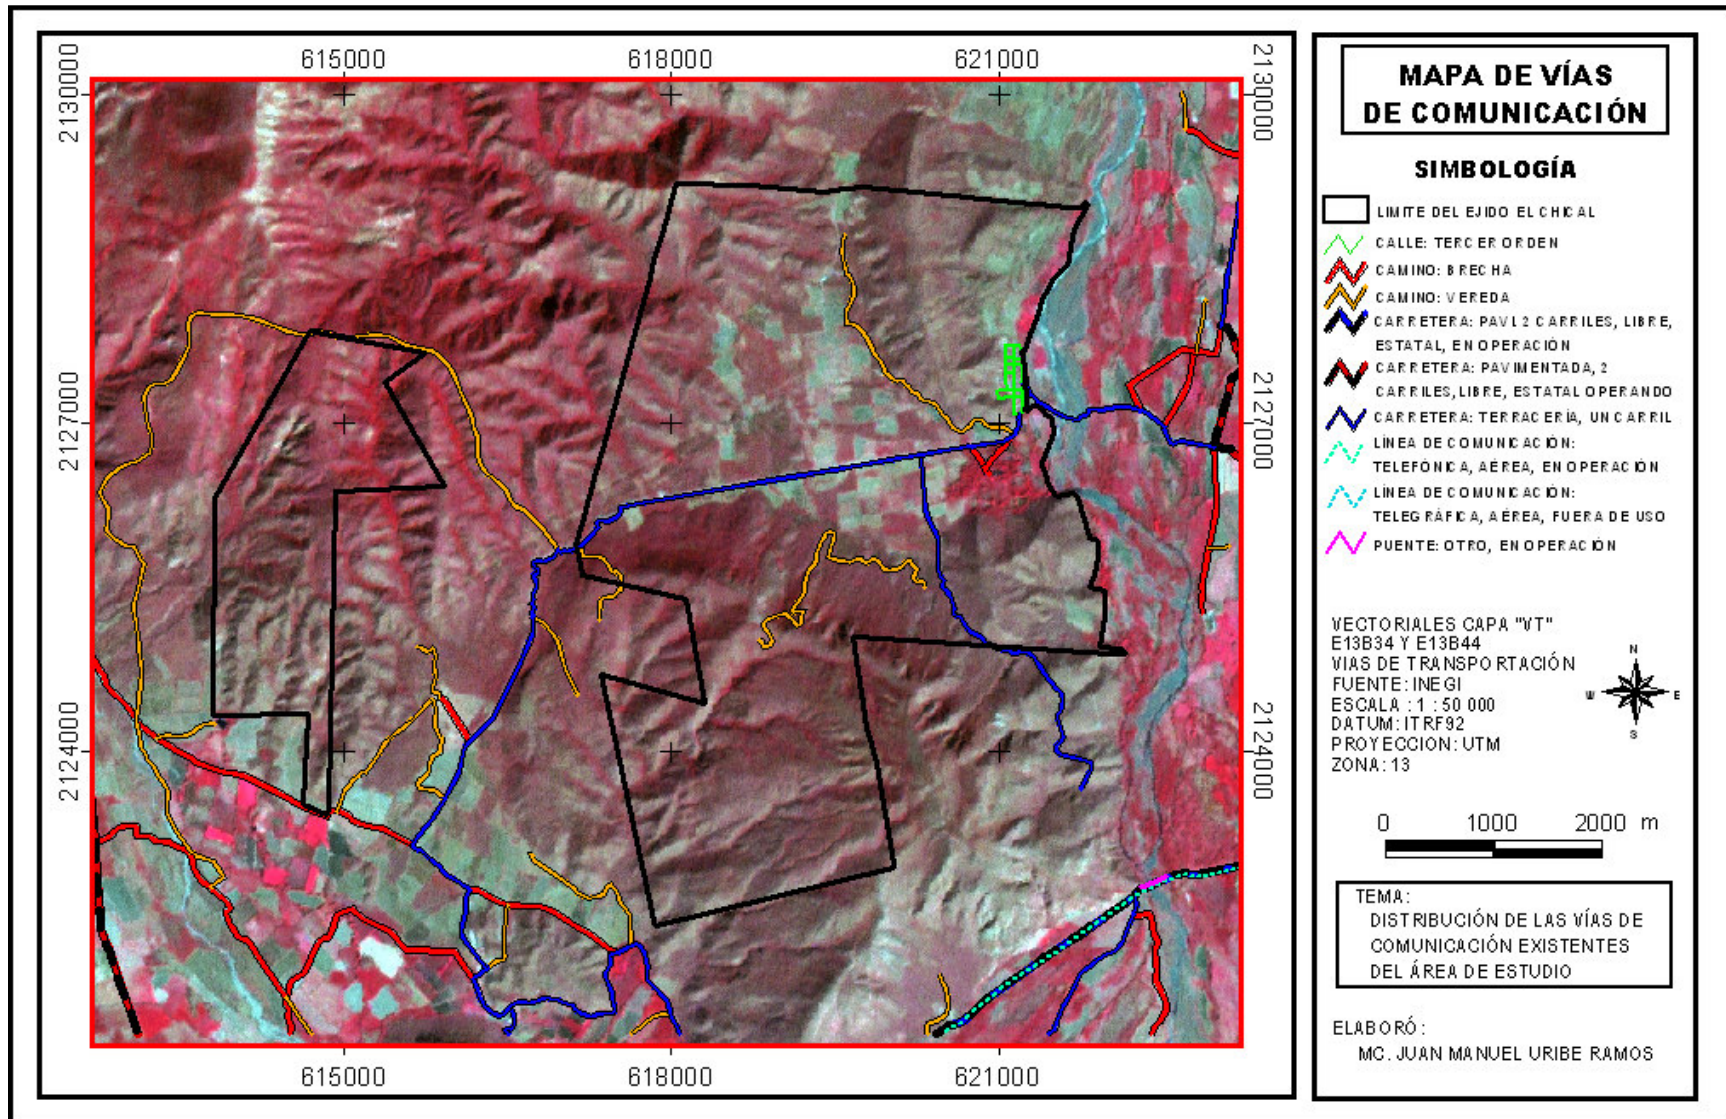 615000 618000 621000
2130000 2130000
2127000 2127000
2124000 2124000
615000 618000 621000
MAPA DE VÍAS
DE COMUNICACIÓN
SIMBOLOGÍA
LIMITE DEL EJIDO EL CHICAL
CALLE: TERCER ORDEN
CAMINO: BRECHA
CAMINO: VEREDA
CARRETERA: PAVI. 2 CARRILES, LIBRE,
ESTATAL, EN OPERACIÓN
CARRETERA: PAVIMENTADA, 2
CARRILES, LIBRE, ESTATAL OPERANDO
CARRETERA: TERRACERÍA, UN CARRIL
LÍNEA DE COMUNICACIÓN:
TELEFÓNICA, AÉREA, EN OPERACIÓN
LÍNEA DE COMUNICACIÓN:
TELEGRÁFICA, AÉREA, FUERA DE USO
PUENTE: OTRO, EN OPERACIÓN
VECTORIALES CAPA "VT"
E13B34 Y E13B44
VIAS DE TRANSPORTACIÓN
FUENTE: INEGI
ESCALA : 1 : 50 000
DATUM: ITRF92
PROYECCION: UTM
ZONA: 13
N
W E
S
0 1000 2000 m
TEMA:
DISTRIBUCIÓN DE LAS VÍAS DE
COMUNICACIÓN EXISTENTES
DEL ÁREA DE ESTUDIO
ELABORÓ:
MC. JUAN MANUEL URIBE RAMOS